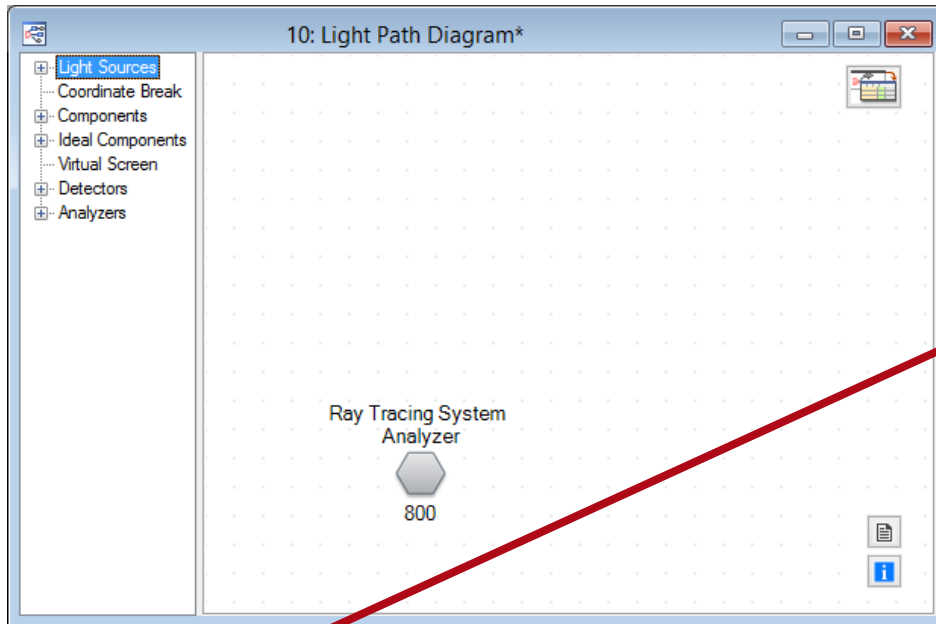 10: Light Path Diagram*
Light Sources
Coordinate Break
Components
Ideal Components
Virtual Screen
Detectors
Analyzers
Ray Tracing System
Analyzer
800